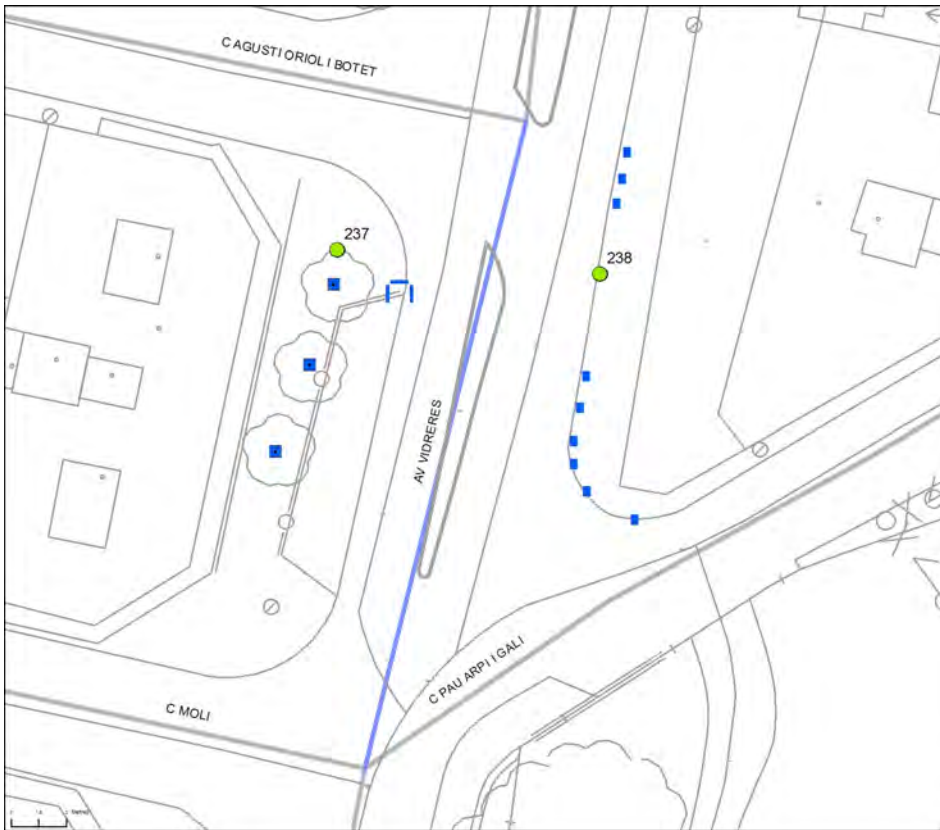 C AGUSTI ORIOL I BOTET
237
238
AV VIDRERES
C PAU ARPI I GALI
C MOLI